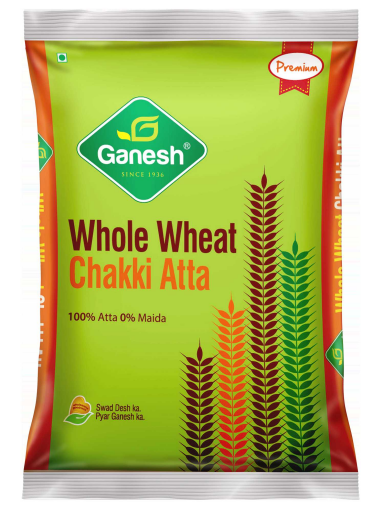 Premium
Ganesh®
SINCE 1936
Whole Wheat
Chakki Atta
100% Atta 0% Maida
Swad Desh ka.
Pyar Ganesh ka.
Whole Wheat Chakki Atta